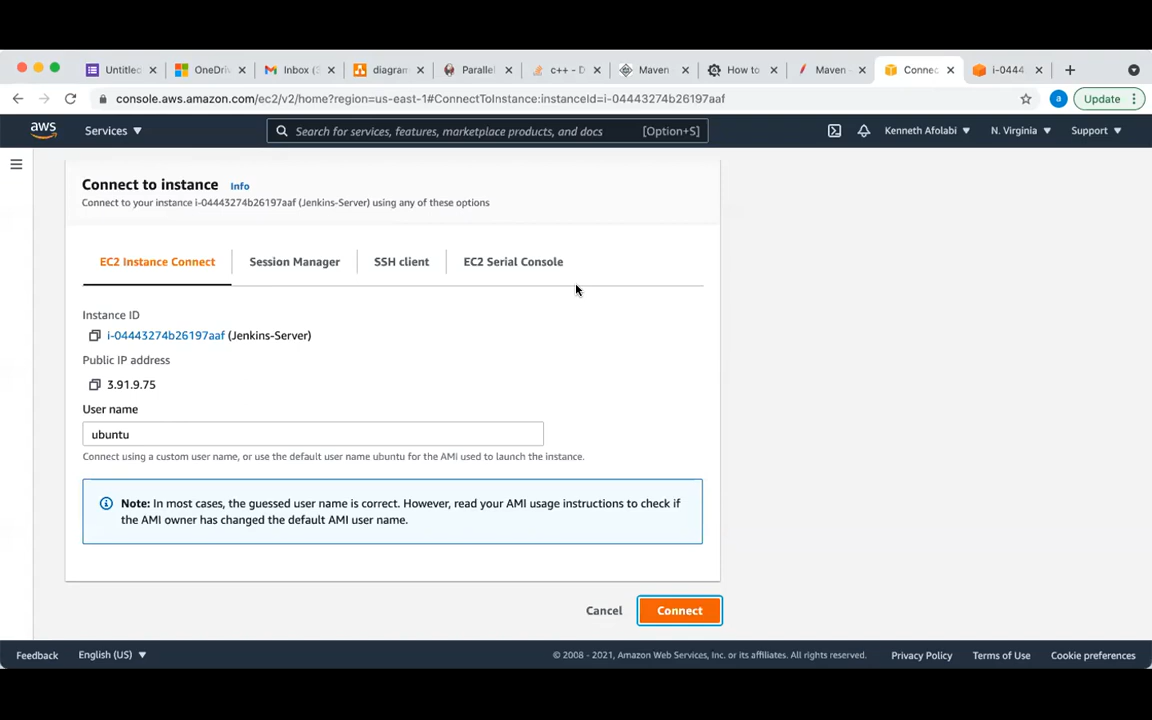 Untitlec
OneDri
Inbox (
diagram
Parallel
c++ - D
Maven
How to
Maven -
Connec
i-0444
console.aws.amazon.com/ec2/v2/home?region=us-east-1#ConnectToInstance:instanceId=i-04443274b26197aaf
a
Update
aws
Services
Search for services, features, marketplace products, and docs
[Option+S]
Kenneth Afolabi
N. Virginia
Support
Connect to instance Info
Connect to your instance i-04443274b26197aaf (Jenkins-Server) using any of these options
EC2 Instance Connect
Session Manager
SSH client
EC2 Serial Console
Instance ID
i-04443274b26197aaf (Jenkins-Server)
Public IP address
3.91.9.75
User name
ubuntu
Connect using a custom user name, or use the default user name ubuntu for the AMI used to launch the instance.
Note: In most cases, the guessed user name is correct. However, read your AMI usage instructions to check if
the AMI owner has changed the default AMI user name.
Cancel
Connect
Feedback
English (US)
© 2008 - 2021, Amazon Web Services, Inc. or its affiliates. All rights reserved.
Privacy Policy
Terms of Use
Cookie preferences